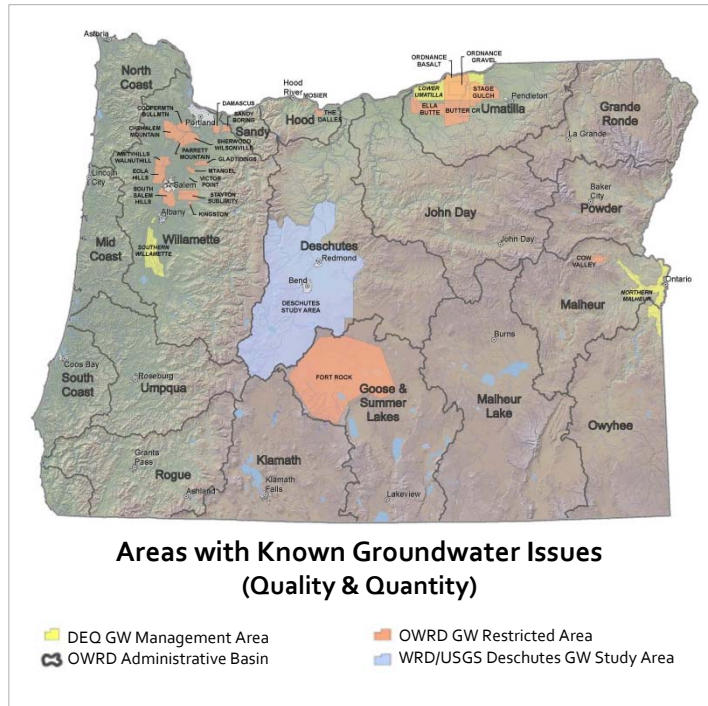 Astoria
North
Coast
COOPERMTN
BULLMTN
Portland
CHEHALEM
MOUNTAIN
DAMASCUS
SANDY
BORING
Sandy
SHERWOOD
WILSONVILLE
PARRETT
MOUNTAIN
GLADTIDINGS
MTANGEL
VICTOR
POINT
WALNUTHILL
Lincoln
City
EOLA
HILLS
Salem
SOUTH
SALEM
HILLS
STAYTON
SUBLIMITY
KINGSTON
Albany
Hood
River
MOSIER
Hood
THE
DALLES
ORDNANCE
BASALT
ORDNANCE
GRAVEL
LOWER
UMATILLA
STAGE
GULCH
ELLA
BUTTE
BUTTER CR
Umatilla
Pendleton
Grande
Ronde
La Grande
Baker
City
Powder
John Day
John Day
Mid
Coast
Willamette
SOUTHERN
WILLAMETTE
Deschutes
Redmond
Bend
DESCHUTES
STUDY AREA
COW
VALLEY
Ontario
NORTHERN
MALHEUR
Malheur
Burns
Coos Bay
South
Coast
Roseburg
Umpqua
FORT ROCK
Goose &
Summer
Lakes
Malheur
Lake
Owyhee
Grants
Pass
Rogue
Ashland
Klamath
Klamath
Falls
Lakeview
Areas with Known Groundwater Issues
(Quality & Quantity)
DEQ GW Management Area
OWRD GW Restricted Area
OWRD Administrative Basin
WRD/USGS Deschutes GW Study Area